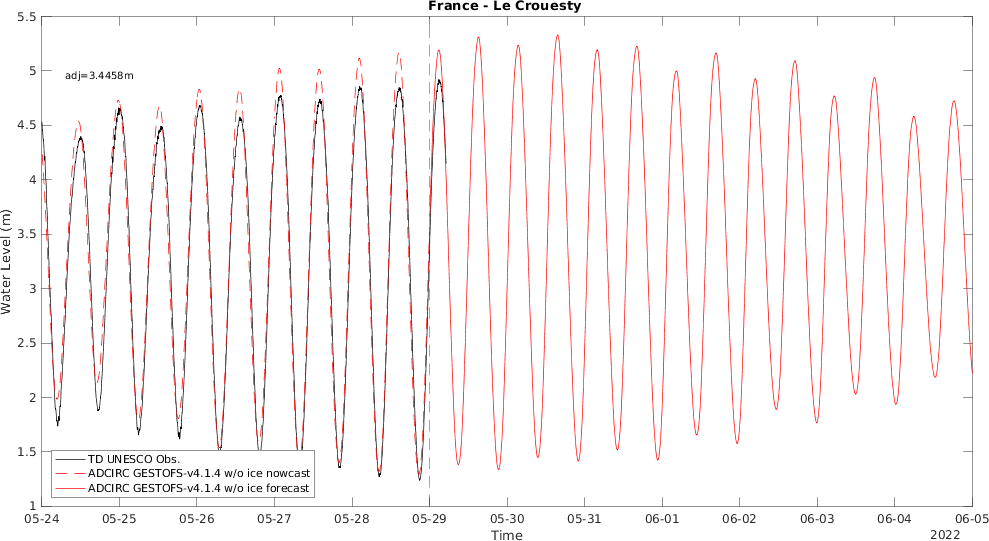 France - Le Crouesty
5.5
5
4.5
4
3.5
3
2.5
2
1.5
1
Water Level (m)
adj=3.4458m
TD UNESCO Obs.
ADCIRC GESTOFS-v4.1.4 w/o ice nowcast
ADCIRC GESTOFS-v4.1.4 w/o ice forecast
05-24 05-25 05-26 05-27 05-28 05-29 05-30 05-31 06-01 06-02 06-03 06-04 06-05
Time
2022